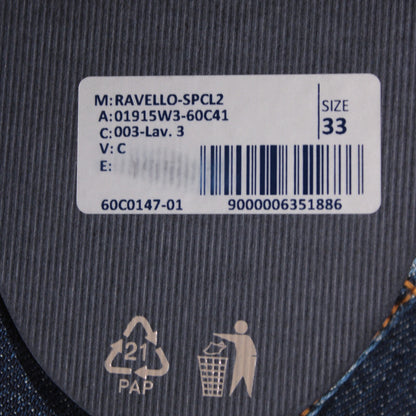 M: RAVELLO-SPCL2
A: 01915W3-60C41
C: 003-Lav. 3
V: C
E:
SIZE
33
60C0147-01
9000006351886
21
PAP